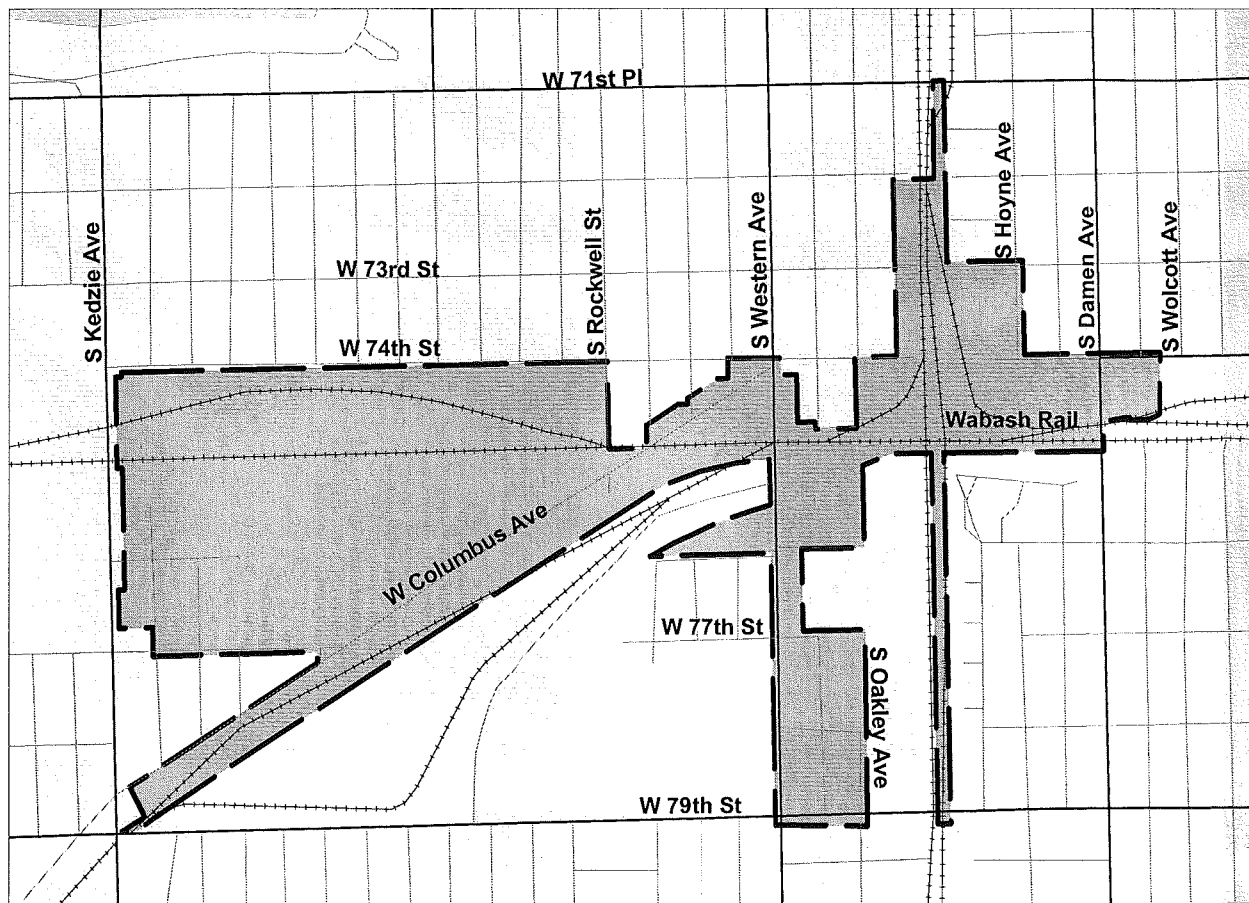 W 71st Pl
S Hoyne Ave
S Kedzie Ave
W 73rd St
S Rockwell St
S Western Ave
S Damen Ave
S Wolcott Ave
W 74th St
Wabash Rail
W Columbus Ave
W 77th St
S Oakley Ave
W 79th St